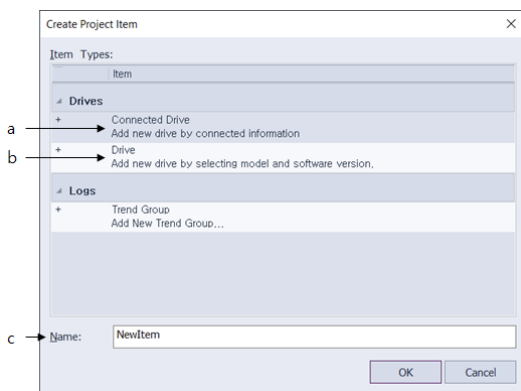 Create Project Item
Item Types:
Item
Drives
+ Connected Drive
a Add new drive by connected information
+ Drive
b Add new drive by selecting model and software version.
Logs
+ Trend Group
Add New Trend Group...
c Name: NewItem
OK Cancel